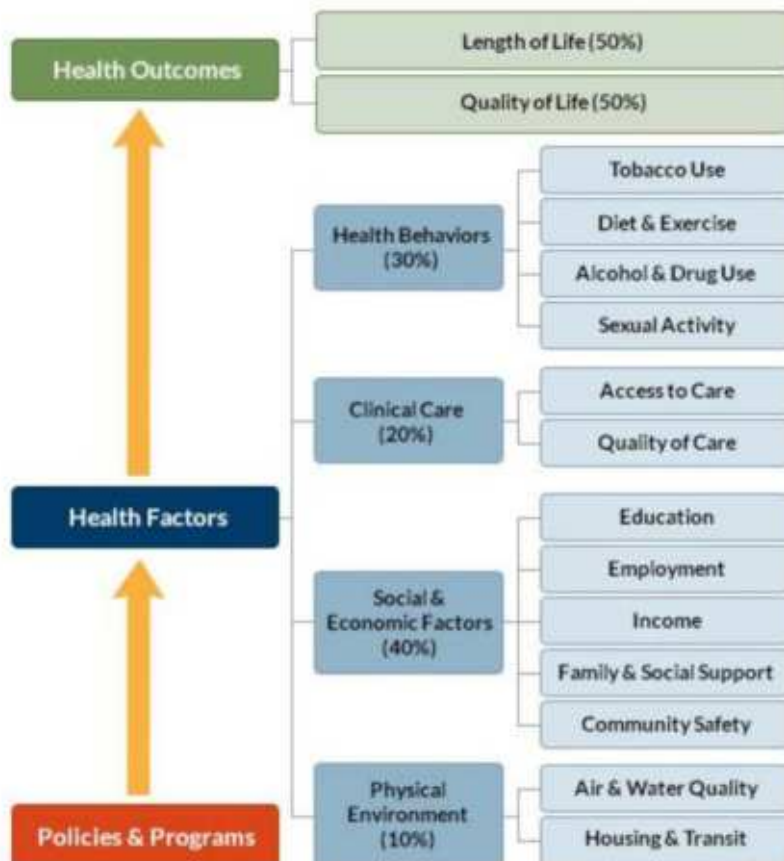 Health Outcomes
Length of Life (50%)
Quality of Life (50%)
Health Behaviors
(30%)
Tobacco Use
Diet & Exercise
Alcohol & Drug Use
Sexual Activity
Clinical Care
(20%)
Access to Care
Quality of Care
Health Factors
Social &
Economic Factors
(40%)
Education
Employment
Income
Family & Social Support
Community Safety
Physical
Environment
(10%)
Air & Water Quality
Housing & Transit
Policies & Programs